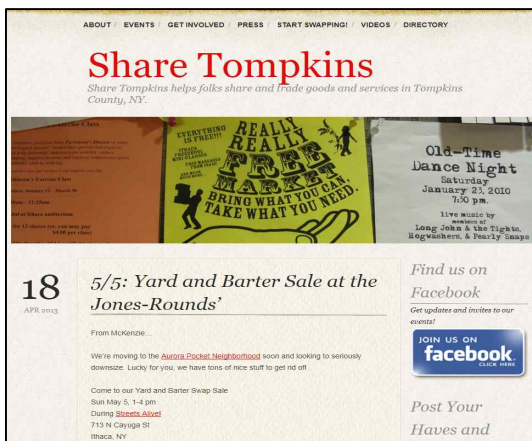 ABOUT / EVENTS / GET INVOLVED / PRESS / START SWAPPING! / VIDEOS / DIRECTORY
Share Tompkins
Share Tompkins helps folks share and trade goods and services in Tompkins
County, NY.
Exercise Class
EVERYTHING
IS FREE!!!
REALLY
REALLY
FREE
MARKET
BRING WHAT YOU CAN.
TAKE WHAT YOU NEED.
Old-Time
Dance Night
Saturday
January 23, 2010
7:30 pm.
live music by
members of
Long John & the Tights,
Hogwashers, & Pearly Snaps
18
APR 2013
5/5: Yard and Barter Sale at the
Jones-Rounds’
From McKenzie...
We're moving to the Aurora Pocket Neighborhood soon and looking to seriously
downsize. Lucky for you, we have tons of nice stuff to get rid off
Come to our Yard and Barter Swap Sale
Sun May 5, 1-4 pm
During Streets Alive!
713 N Cayuga St
Ithaca, NY
Find us on
Facebook
Get updates and invites to our
events!
JOIN US ON
facebook
CLICK HERE
Post Your
Haves and